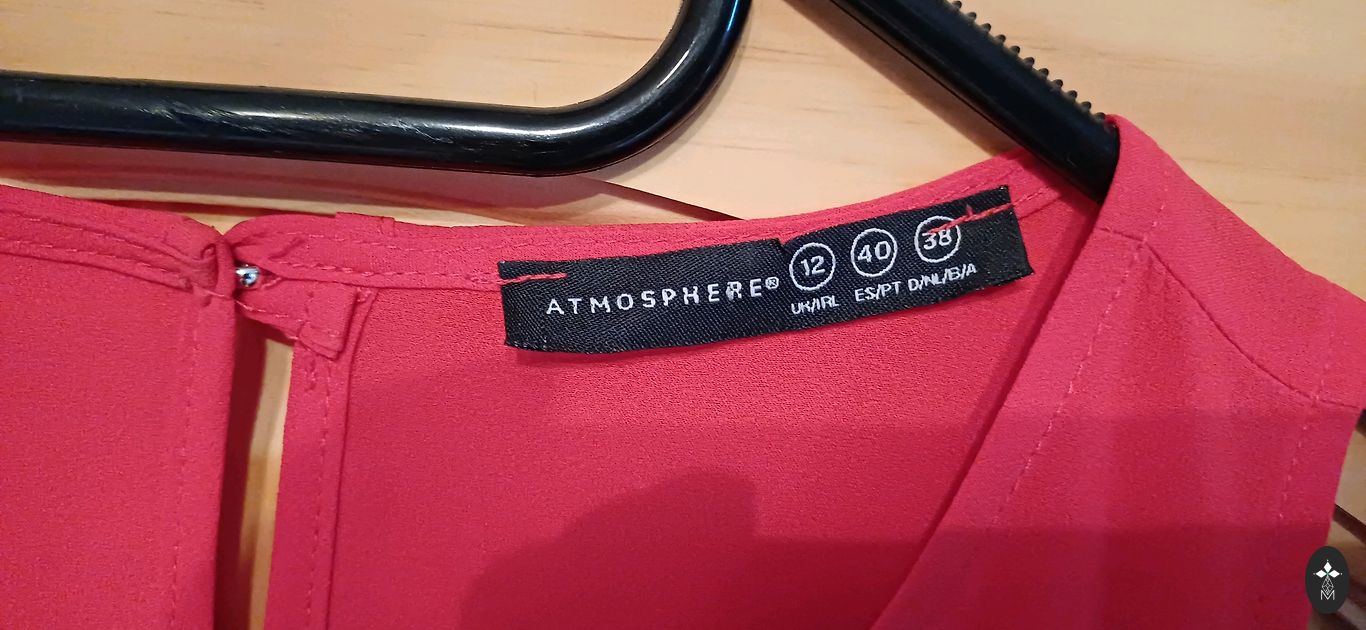 ATMOSPHERE®
12 40 38
UK/IRL ES/PT D/NL/B/A
M